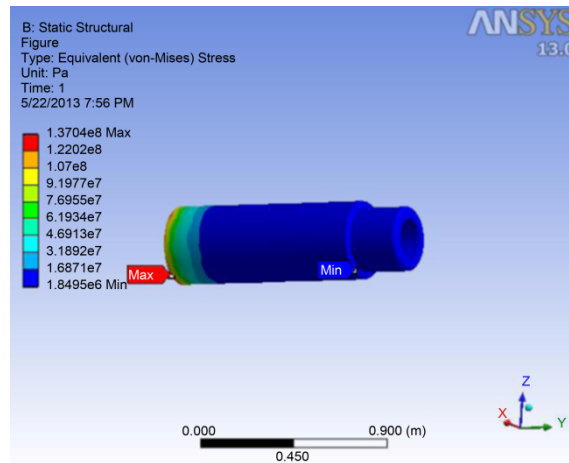 B: Static Structural
Figure
Type: Equivalent (von-Mises) Stress
Unit: Pa
Time: 1
5/22/2013 7:56 PM
ANSYS
13.0
1.3704e8 Max
1.2202e8
1.07e8
9.1977e7
7.6955e7
6.1934e7
4.6913e7
3.1892e7
1.6871e7
1.8495e6 Min
Max
Min
Z
X
Y
0.000
0.900 (m)
0.450